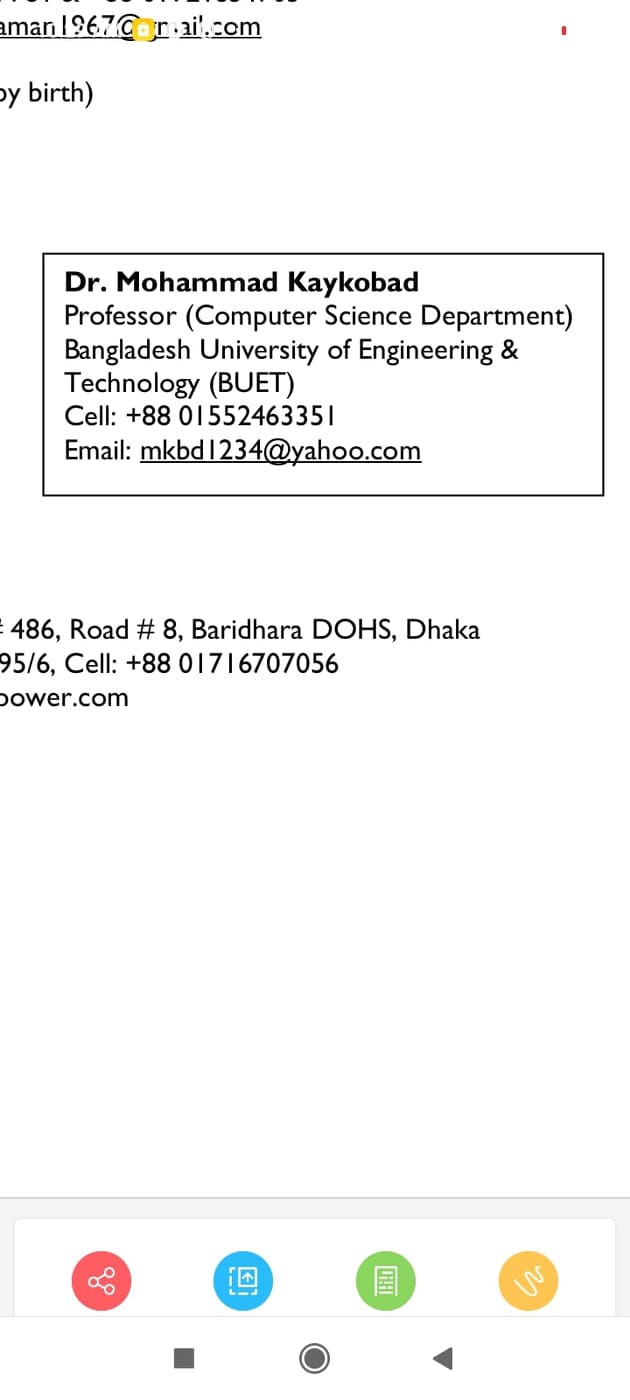 aman1967@gmail.com
by birth)
Dr. Mohammad Kaykobad
Professor (Computer Science Department)
Bangladesh University of Engineering &
Technology (BUET)
Cell: +88 01552463351
Email: mkbd1234@yahoo.com
# 486, Road # 8, Baridhara DOHS, Dhaka
95/6, Cell: +88 01716707056
power.com